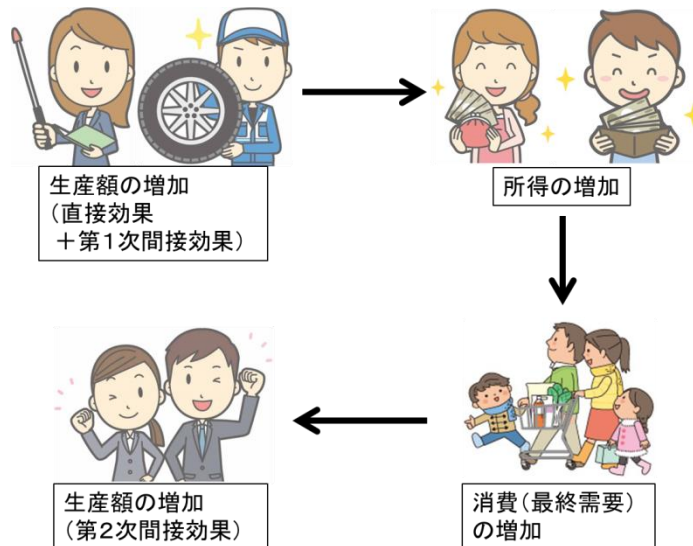 生産額の増加
(直接効果
＋第１次間接効果)
所得の増加
生産額の増加
(第２次間接効果)
消費(最終需要)
の増加